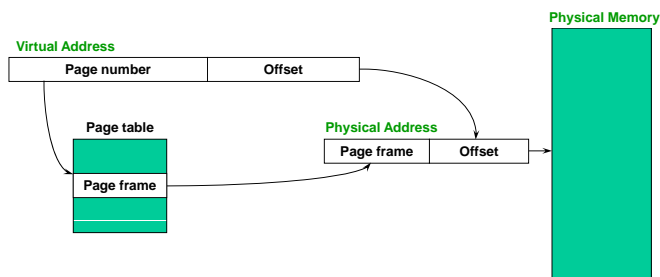 Physical Memory
Virtual Address
Page number
Offset
Page table
Physical Address
Page frame
Offset
Page frame